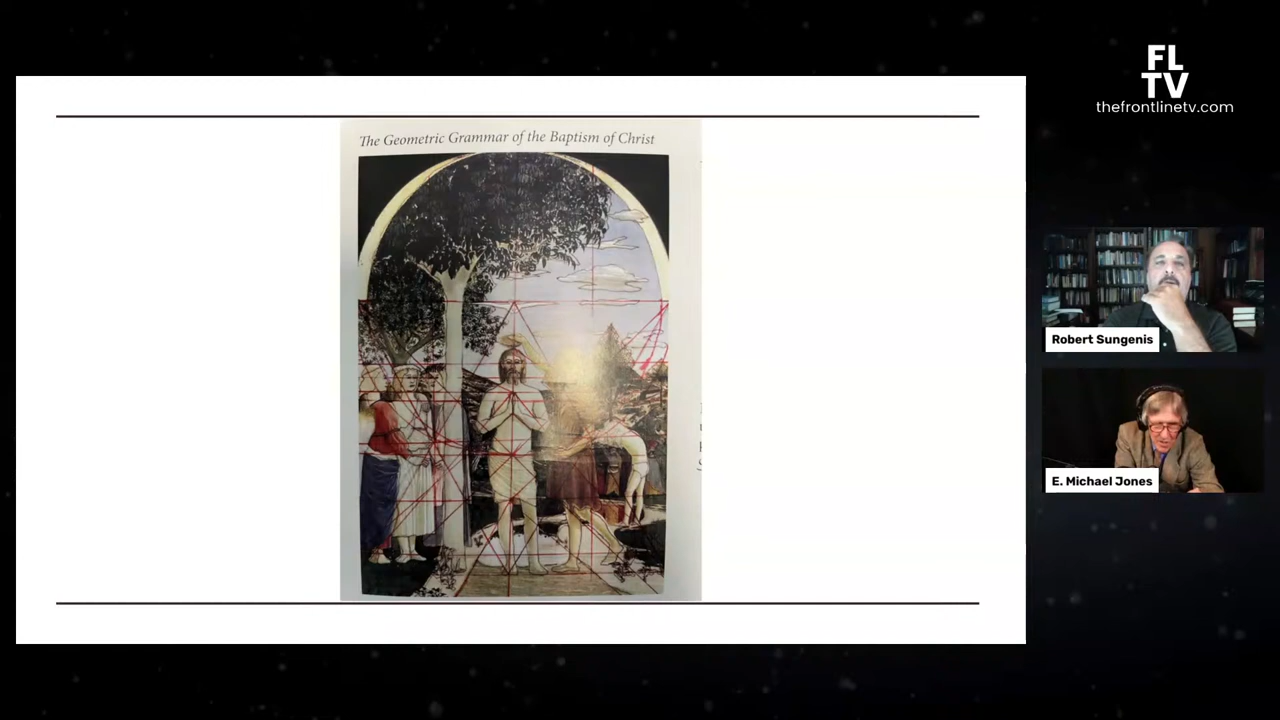 The Geometric Grammar of the Baptism of Christ
FL
TV
thefrontlinetv.com
Robert Sungenis
E. Michael Jones